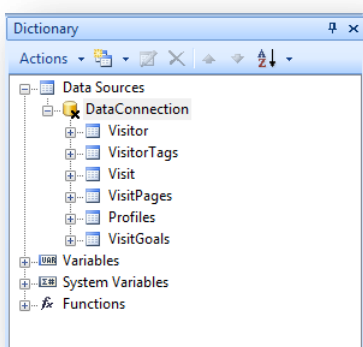 Dictionary
Actions
Data Sources
DataConnection
Visitor
VisitorTags
Visit
VisitPages
Profiles
VisitGoals
Variables
System Variables
Functions